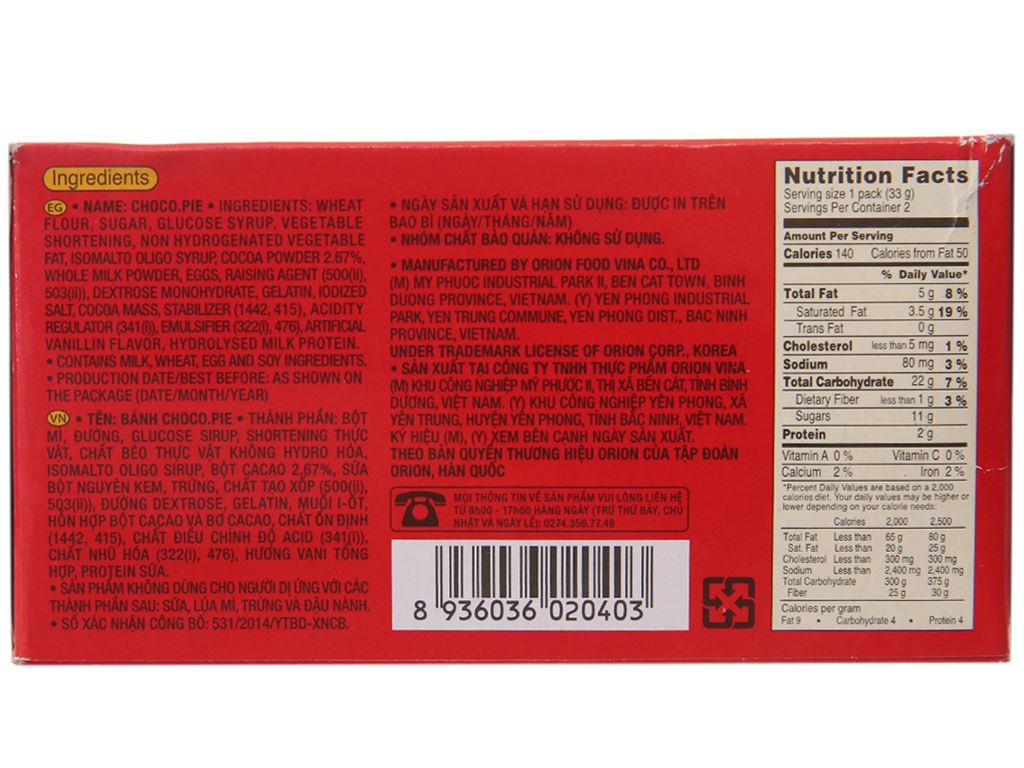 Ingredients
EG • NAME: CHOCO.PIE • INGREDIENTS: WHEAT
FLOUR, SUGAR, GLUCOSE SYRUP, VEGETABLE
SHORTENING, NON HYDROGENATED VEGETABLE
FAT, ISOMALTO OLIGO SYRUP, COCOA POWDER 2.67%,
WHOLE MILK POWDER, EGGS, RAISING AGENT (500(ii),
503(ii)), DEXTROSE MONOHYDRATE, GELATIN, IODIZED
SALT, COCOA MASS, STABILIZER (1442, 415), ACIDITY
REGULATOR (341(i)), EMULSIFIER (322(i), 476), ARTIFICIAL
VANILLIN FLAVOR, HYDROLYSED MILK PROTEIN.
• CONTAINS MILK, WHEAT, EGG AND SOY INGREDIENTS.
• PRODUCTION DATE/BEST BEFORE: AS SHOWN ON
THE PACKAGE (DATE/MONTH/YEAR)
VN • TÊN: BÁNH CHOCO.PIE • THÀNH PHẦN: BỘT
MÌ, ĐƯỜNG, GLUCOSE SIRUP, SHORTENING THỰC
VẬT, CHẤT BÉO THỰC VẬT KHÔNG HYDRO HÓA,
ISOMALTO OLIGO SIRUP, BỘT CACAO 2,67%, SỮA
BỘT NGUYÊN KEM, TRỨNG, CHẤT TẠO XỐP (500(ii),
503(ii)), ĐƯỜNG DEXTROSE, GELATIN, MUỐI I-ỐT,
HỖN HỢP BỘT CACAO VÀ BƠ CACAO, CHẤT ỔN ĐỊNH
(1442, 415), CHẤT ĐIỀU CHỈNH ĐỘ ACID (341(i)),
CHẤT NHŨ HÓA (322(i), 476), HƯƠNG VANI TỔNG
HỢP, PROTEIN SỮA.
• SẢN PHẨM KHÔNG DÙNG CHO NGƯỜI DỊ ỨNG VỚI CÁC
THÀNH PHẦN SAU: SỮA, LÚA MÌ, TRỨNG VÀ ĐẬU NÀNH.
• SỐ XÁC NHẬN CÔNG BỐ: 531/2014/YTBD-XNCB.
• NGÀY SẢN XUẤT VÀ HẠN SỬ DỤNG: ĐƯỢC IN TRÊN
BAO BÌ (NGÀY/THÁNG/NĂM)
• NHÓM CHẤT BẢO QUẢN: KHÔNG SỬ DỤNG.
• MANUFACTURED BY ORION FOOD VINA CO., LTD
(M) MY PHUOC INDUSTRIAL PARK II, BEN CAT TOWN, BINH
DUONG PROVINCE, VIETNAM. (Y) YEN PHONG INDUSTRIAL
PARK, YEN TRUNG COMMUNE, YEN PHONG DIST., BAC NINH
PROVINCE, VIETNAM.
UNDER TRADEMARK LICENSE OF ORION CORP., KOREA
• SẢN XUẤT TẠI CÔNG TY TNHH THỰC PHẨM ORION VINA
(M) KHU CÔNG NGHIỆP MỸ PHƯỚC II, THỊ XÃ BẾN CÁT, TỈNH BÌNH
DƯƠNG, VIỆT NAM. (Y) KHU CÔNG NGHIỆP YÊN PHONG, XÃ
YÊN TRUNG, HUYỆN YÊN PHONG, TỈNH BẮC NINH, VIỆT NAM.
KÝ HIỆU (M), (Y) XEM BÊN CẠNH NGÀY SẢN XUẤT.
THEO BẢN QUYỀN THƯƠNG HIỆU ORION CỦA TẬP ĐOÀN
ORION, HÀN QUỐC
MỌI THÔNG TIN VỀ SẢN PHẨM VUI LÒNG LIÊN HỆ
TỪ 8h00 - 17h00 HÀNG NGÀY (TRỪ THỨ BẢY, CHỦ
NHẬT VÀ NGÀY LỄ): 0274.356.77.46
8 936036 020403
Nutrition Facts
Serving size 1 pack (33 g)
Servings Per Container 2
Amount Per Serving
Calories 140 Calories from Fat 50
% Daily Value*
Total Fat 5 g 8 %
Saturated Fat 3.5 g 19 %
Trans Fat 0 g
Cholesterol less than 5 mg 1 %
Sodium 80 mg 3 %
Total Carbohydrate 22 g 7 %
Dietary Fiber less than 1 g 3 %
Sugars 11 g
Protein 2 g
Vitamin A 0 % Vitamin C 0 %
Calcium 2 % . Iron 2 %
*Percent Daily Values are based on a 2,000
calories diet. Your daily values may be higher or
lower depending on your calorie needs:
Calories 2,000 2,500
Total Fat Less than 65 g 80 g
Sat. Fat Less than 20 g 25 g
Cholesterol Less than 300 mg 300 mg
Sodium Less than 2,400 mg 2,400 mg
Total Carbohydrate 300 g 375 g
Fiber 25 g 30 g
Calories per gram
Fat 9 • Carbohydrate 4 • Protein 4